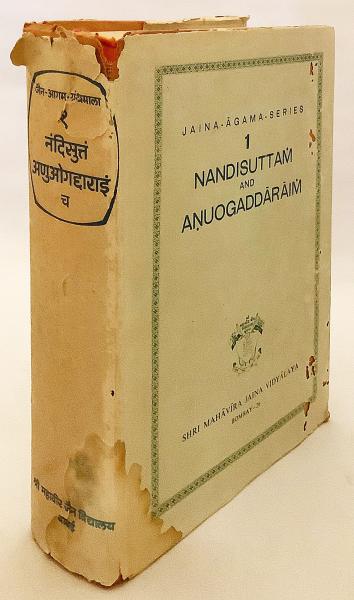 जैन-आगम-ग्रंथमाला
१
नंदिसुत्तं
अणुओगद्दाराइं
च
श्री महावीर जैन विद्यालय
बम्बई
JAINA-ĀGAMA-SERIES
1
NANDISUTTAṀ
AND
AṆUOGADDĀRĀIṀ
SHRI MAHĀVĪRA JAINA VIDYĀLAYA
BOMBAY-26